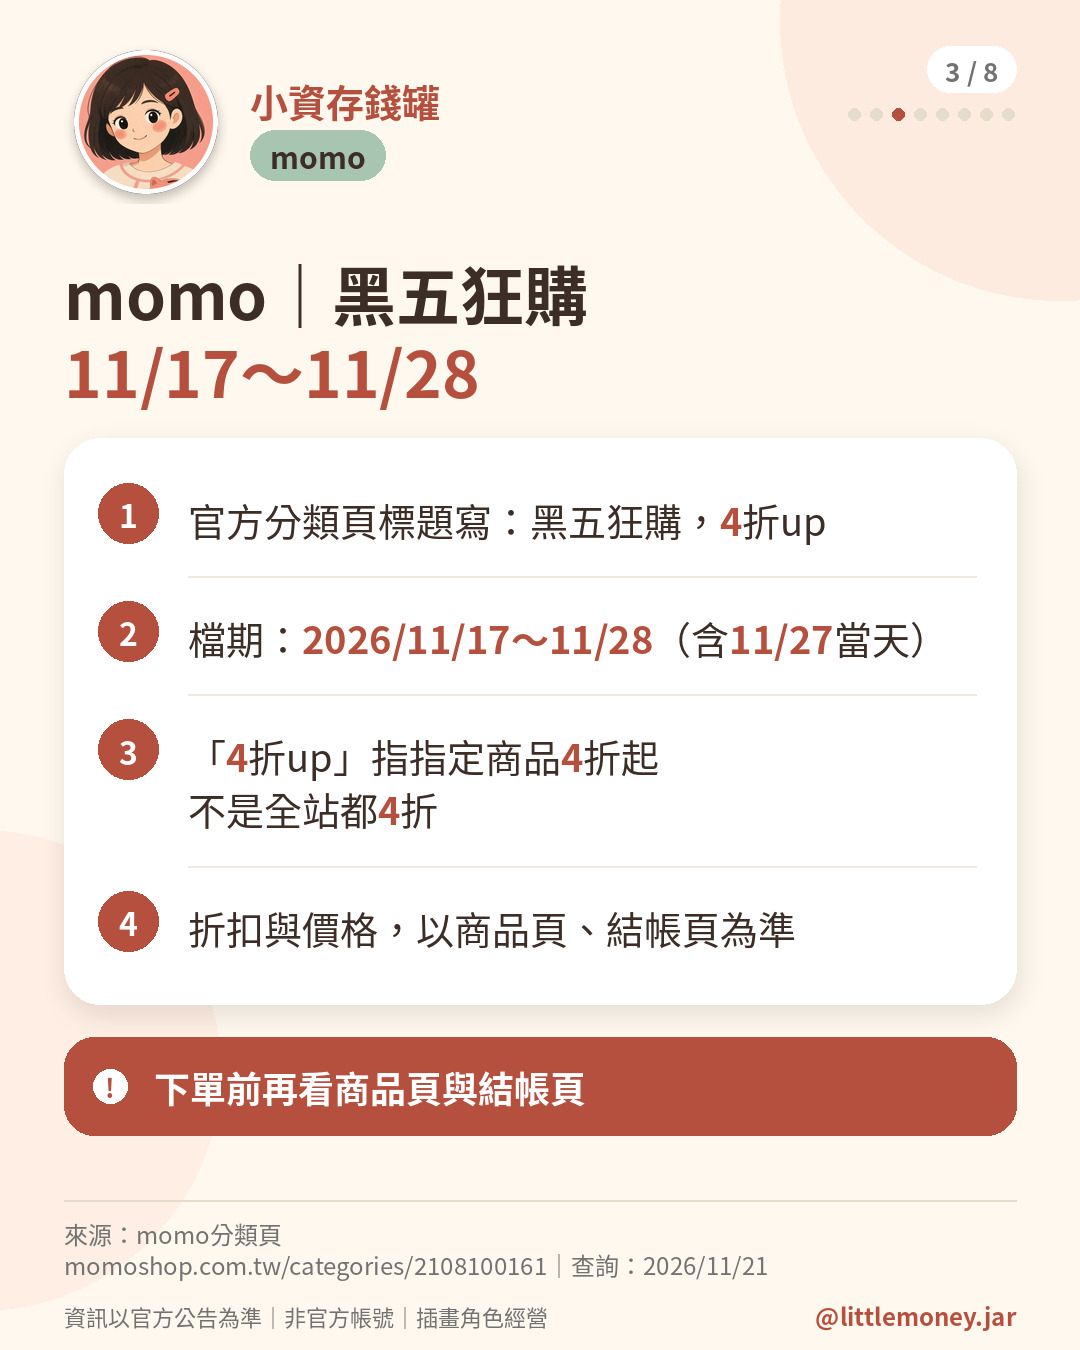 小資存錢罐
momo
3 / 8
momo｜黑五狂購
11/17～11/28
1 官方分類頁標題寫：黑五狂購，4折up
2 檔期：2026/11/17～11/28（含11/27當天）
3 「4折up」指指定商品4折起
不是全站都4折
4 折扣與價格，以商品頁、結帳頁為準
! 下單前再看商品頁與結帳頁
來源：momo分類頁
momoshop.com.tw/categories/2108100161｜查詢：2026/11/21
資訊以官方公告為準｜非官方帳號｜插畫角色經營
@littlemoney.jar